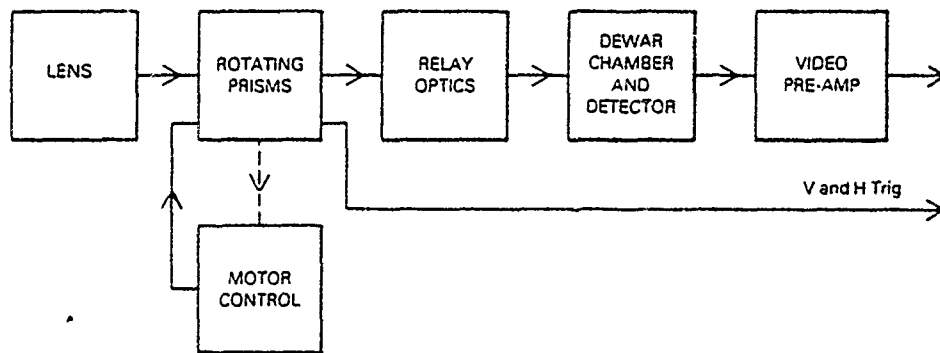 LENS
ROTATING
PRISMS
RELAY
OPTICS
DEWAR
CHAMBER
AND
DETECTOR
VIDEO
PRE-AMP
V and H Trig
MOTOR
CONTROL